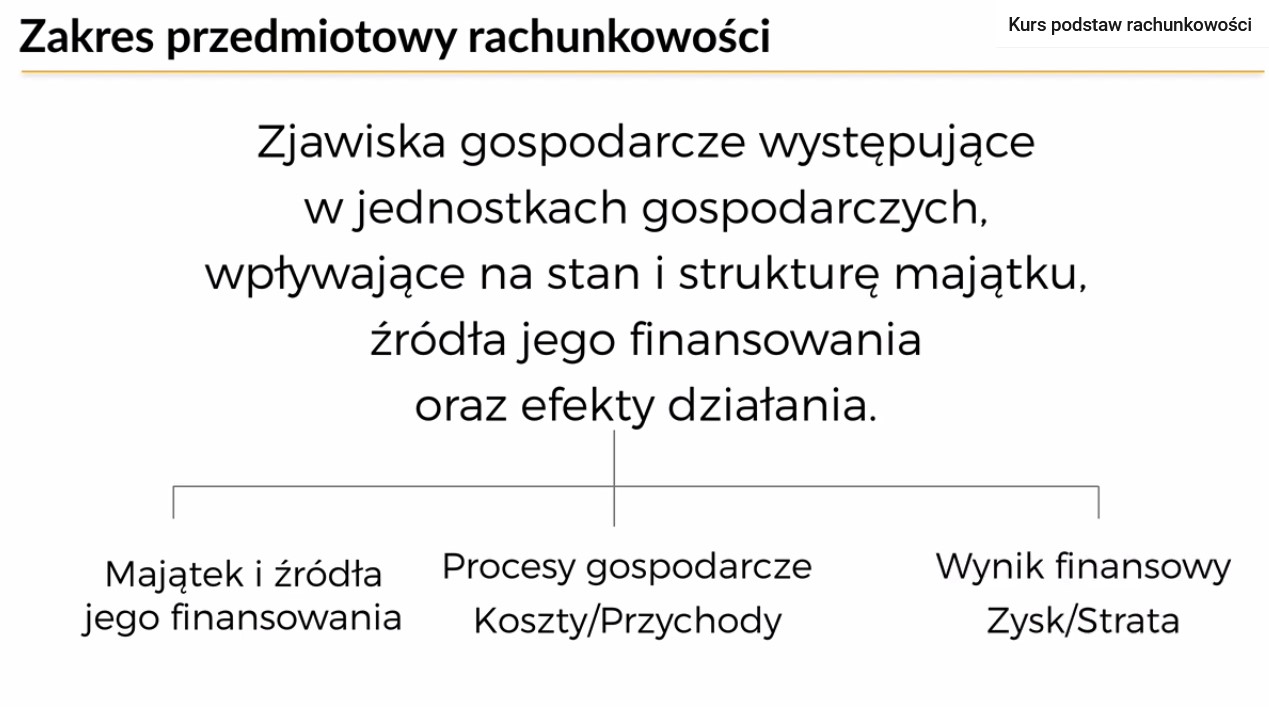 Zakres przedmiotowy rachunkowości
Kurs podstaw rachunkowości
Zjawiska gospodarcze występujące
w jednostkach gospodarczych,
wpływające na stan i strukturę majątku,
źródła jego finansowania
oraz efekty działania.
Majątek i źródła
jego finansowania
Procesy gospodarcze
Koszty/Przychody
Wynik finansowy
Zysk/Strata